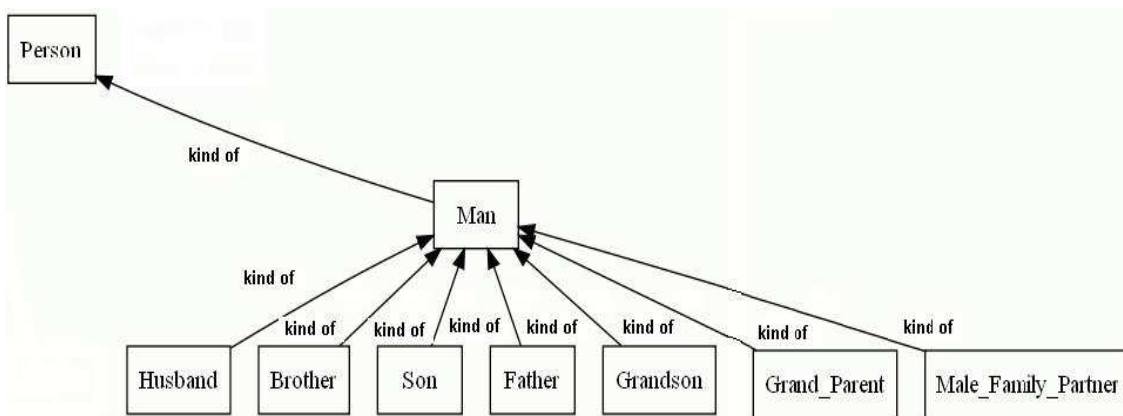 Person
kind of
Man
kind of
kind of
kind of
kind of
kind of
kind of
kind of
kind of
Husband
Brother
Son
Father
Grandson
Grand_Parent
Male_Family_Partner